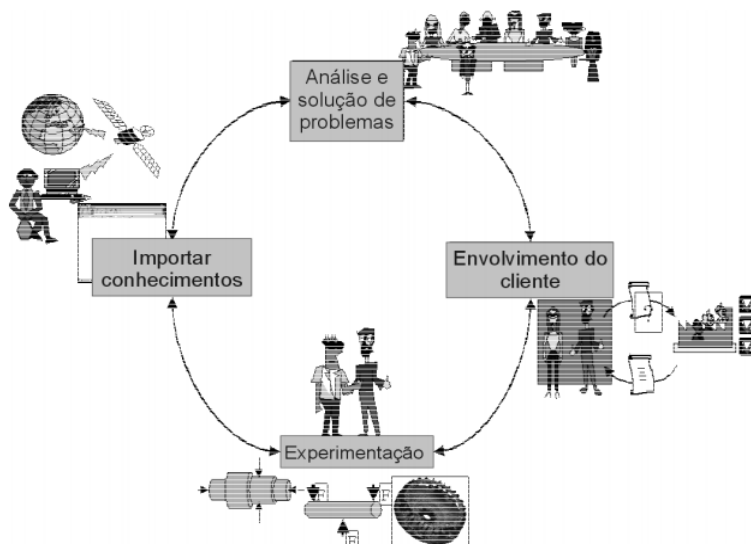 Análise e
solução de
problemas
Importar
conhecimentos
Envolvimento do
cliente
Experimentação
F
F
F